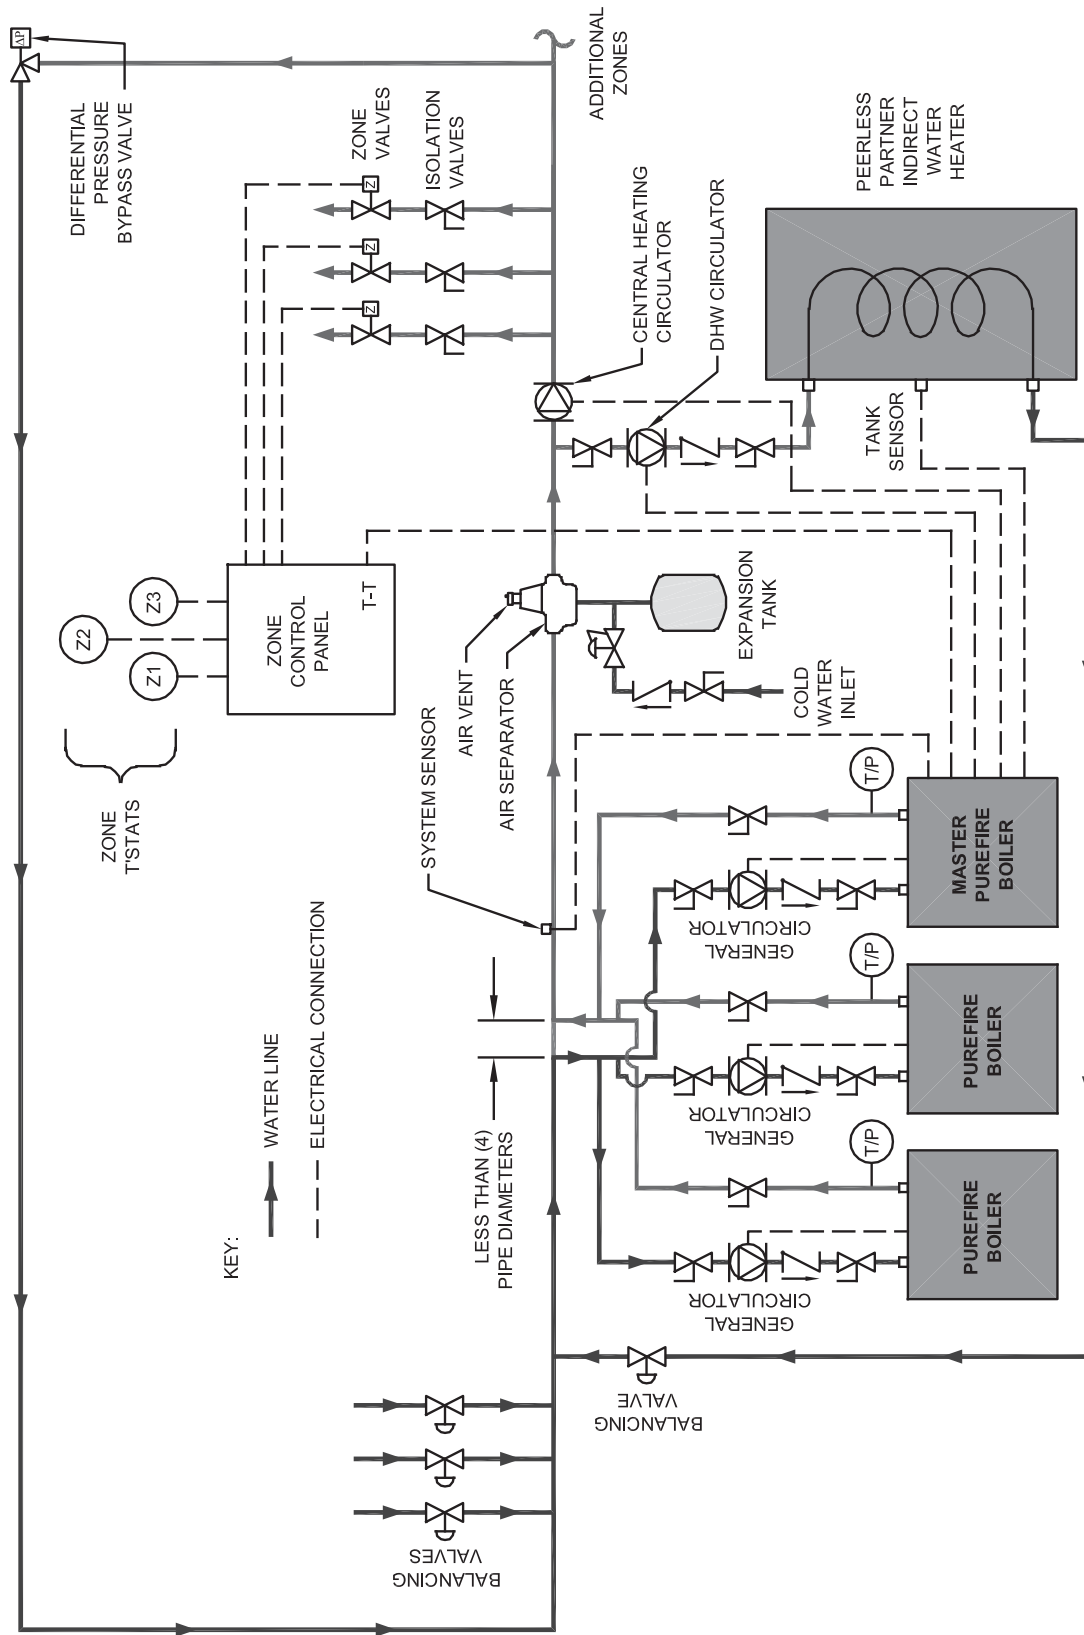 ΔP
DIFFERENTIAL
PRESSURE
BYPASS VALVE
ZONE
VALVES
ISOLATION
VALVES
Z
Z
Z
ADDITIONAL
ZONES
Z1
Z2
Z3
ZONE
T'STATS
ZONE
CONTROL
PANEL
T-T
CENTRAL HEATING
CIRCULATOR
DHW CIRCULATOR
PEERLESS
PARTNER
INDIRECT
WATER
HEATER
TANK
SENSOR
SYSTEM SENSOR
AIR VENT
AIR SEPARATOR
EXPANSION
TANK
COLD
WATER
INLET
KEY:
WATER LINE
ELECTRICAL CONNECTION
LESS THAN (4)
PIPE DIAMETERS
GENERAL
CIRCULATOR
GENERAL
CIRCULATOR
GENERAL
CIRCULATOR
T/P
T/P
T/P
PUREFIRE
BOILER
PUREFIRE
BOILER
MASTER
PUREFIRE
BOILER
BALANCING
VALVES
BALANCING
VALVE